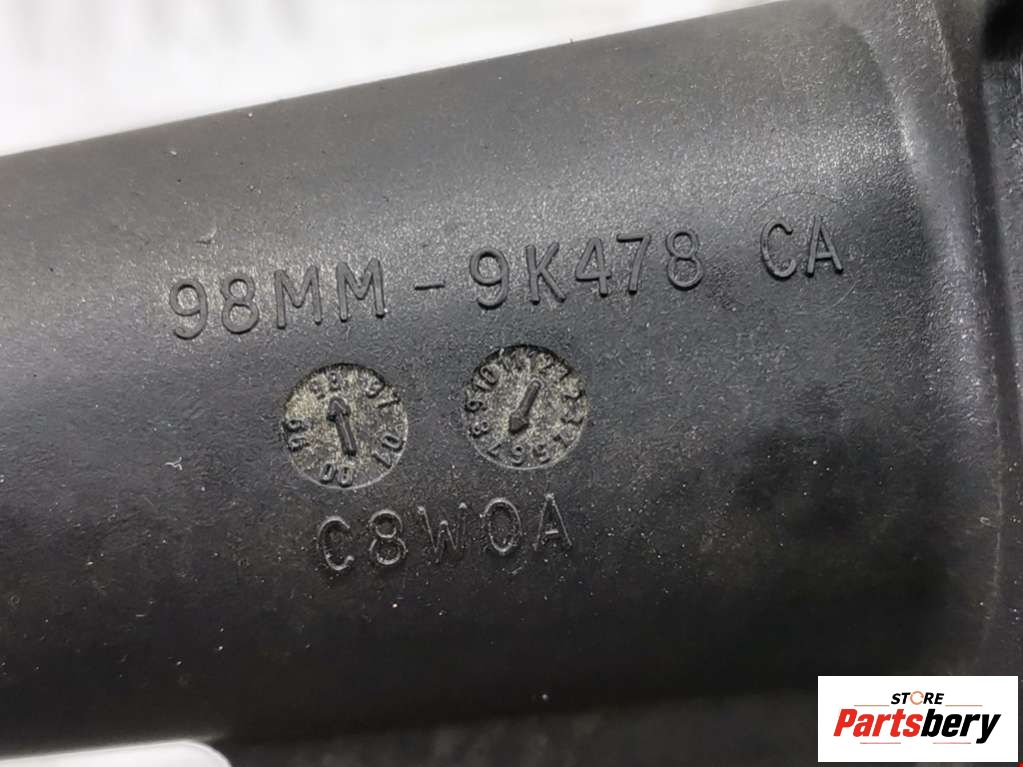 98MM-9K478 CA
C8W0A
STORE
Partsbery